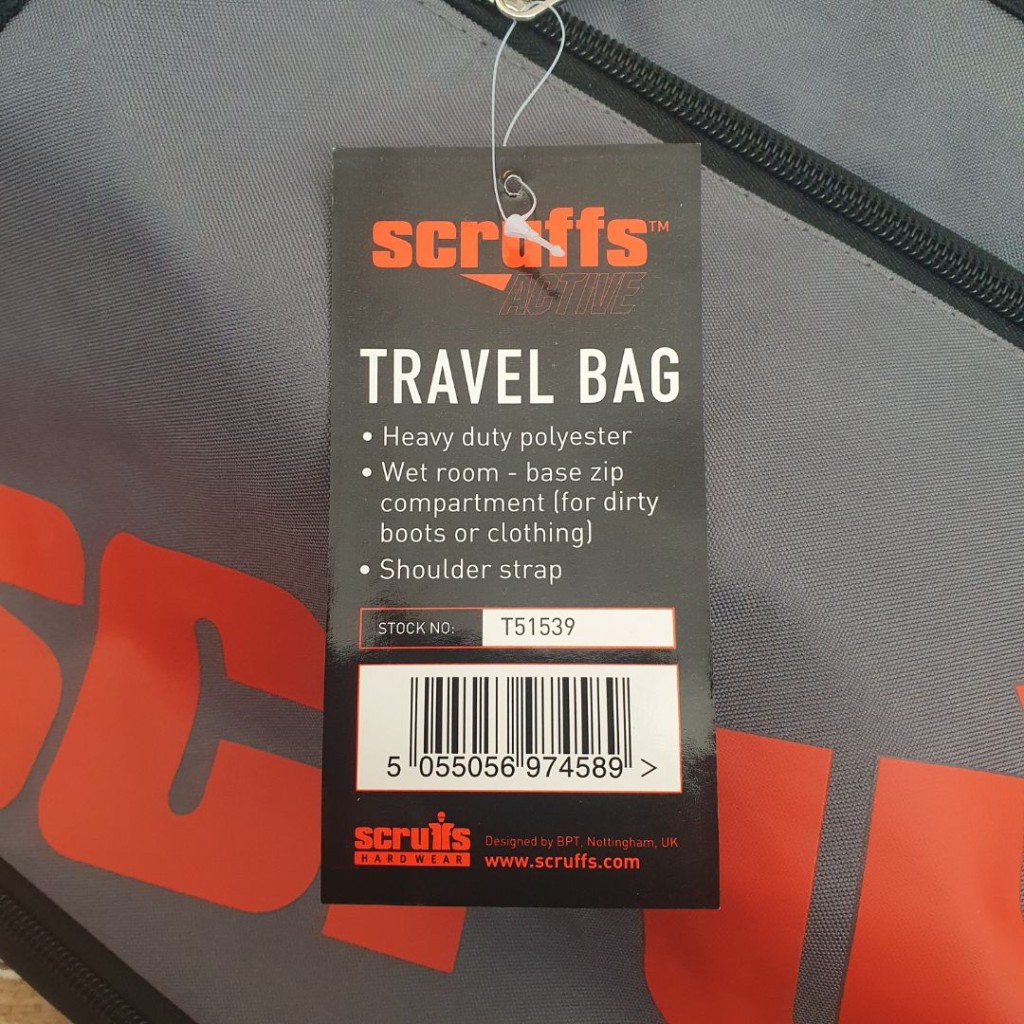 scruffs™
ACTIVE
TRAVEL BAG
• Heavy duty polyester
• Wet room - base zip
compartment (for dirty
boots or clothing)
• Shoulder strap
STOCK NO: T51539
5 055056 974589 >
scruffs
HARDWEAR
Designed by BPT, Nottingham, UK
www.scruffs.com